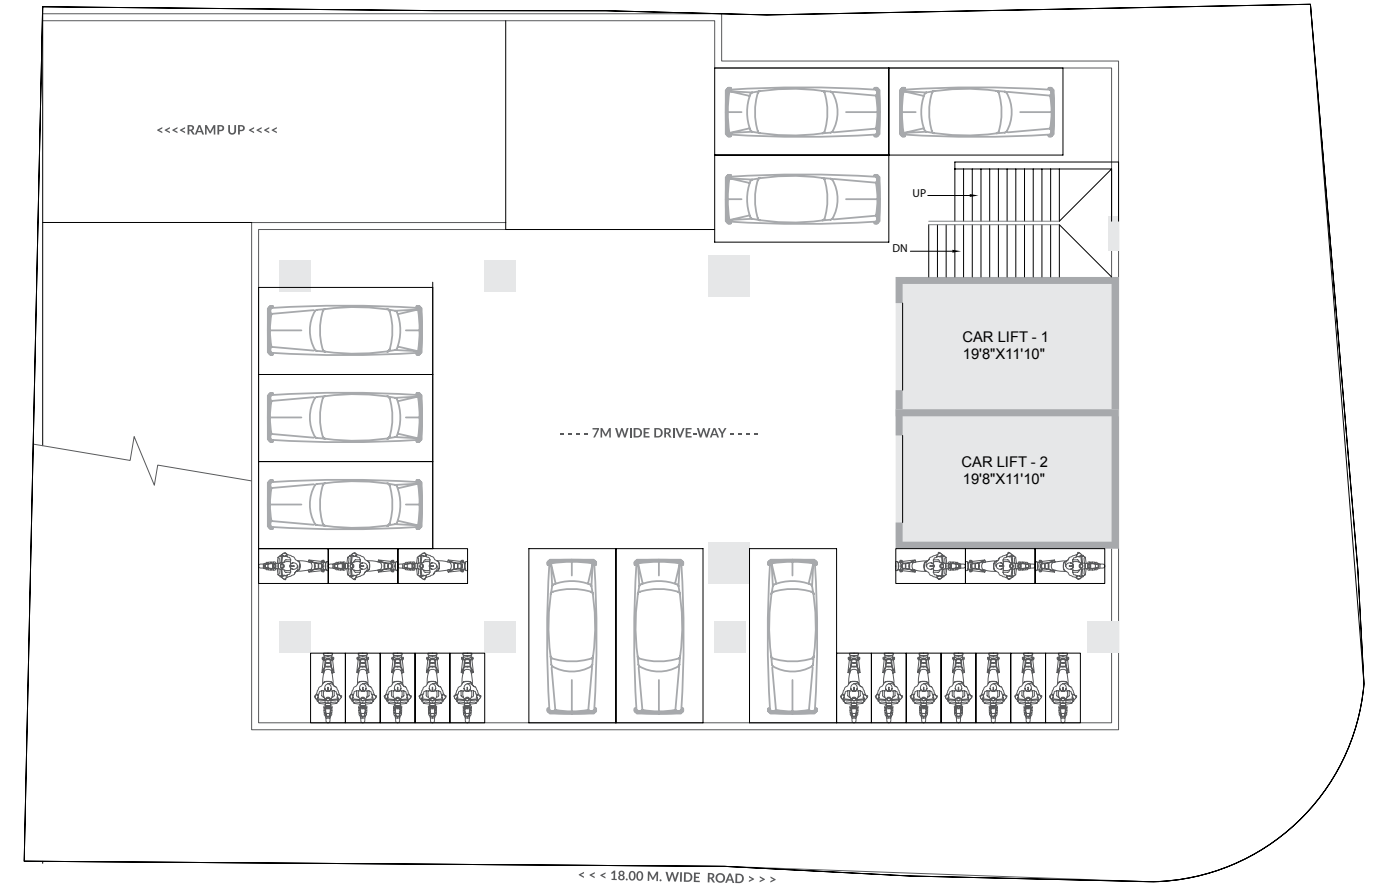 <<<<RAMP UP <<<<
UP
DN
CAR LIFT - 1
19'8"X11'10"
---- 7M WIDE DRIVE-WAY ----
CAR LIFT - 2
19'8"X11'10"
< < < 18.00 M. WIDE ROAD > > >